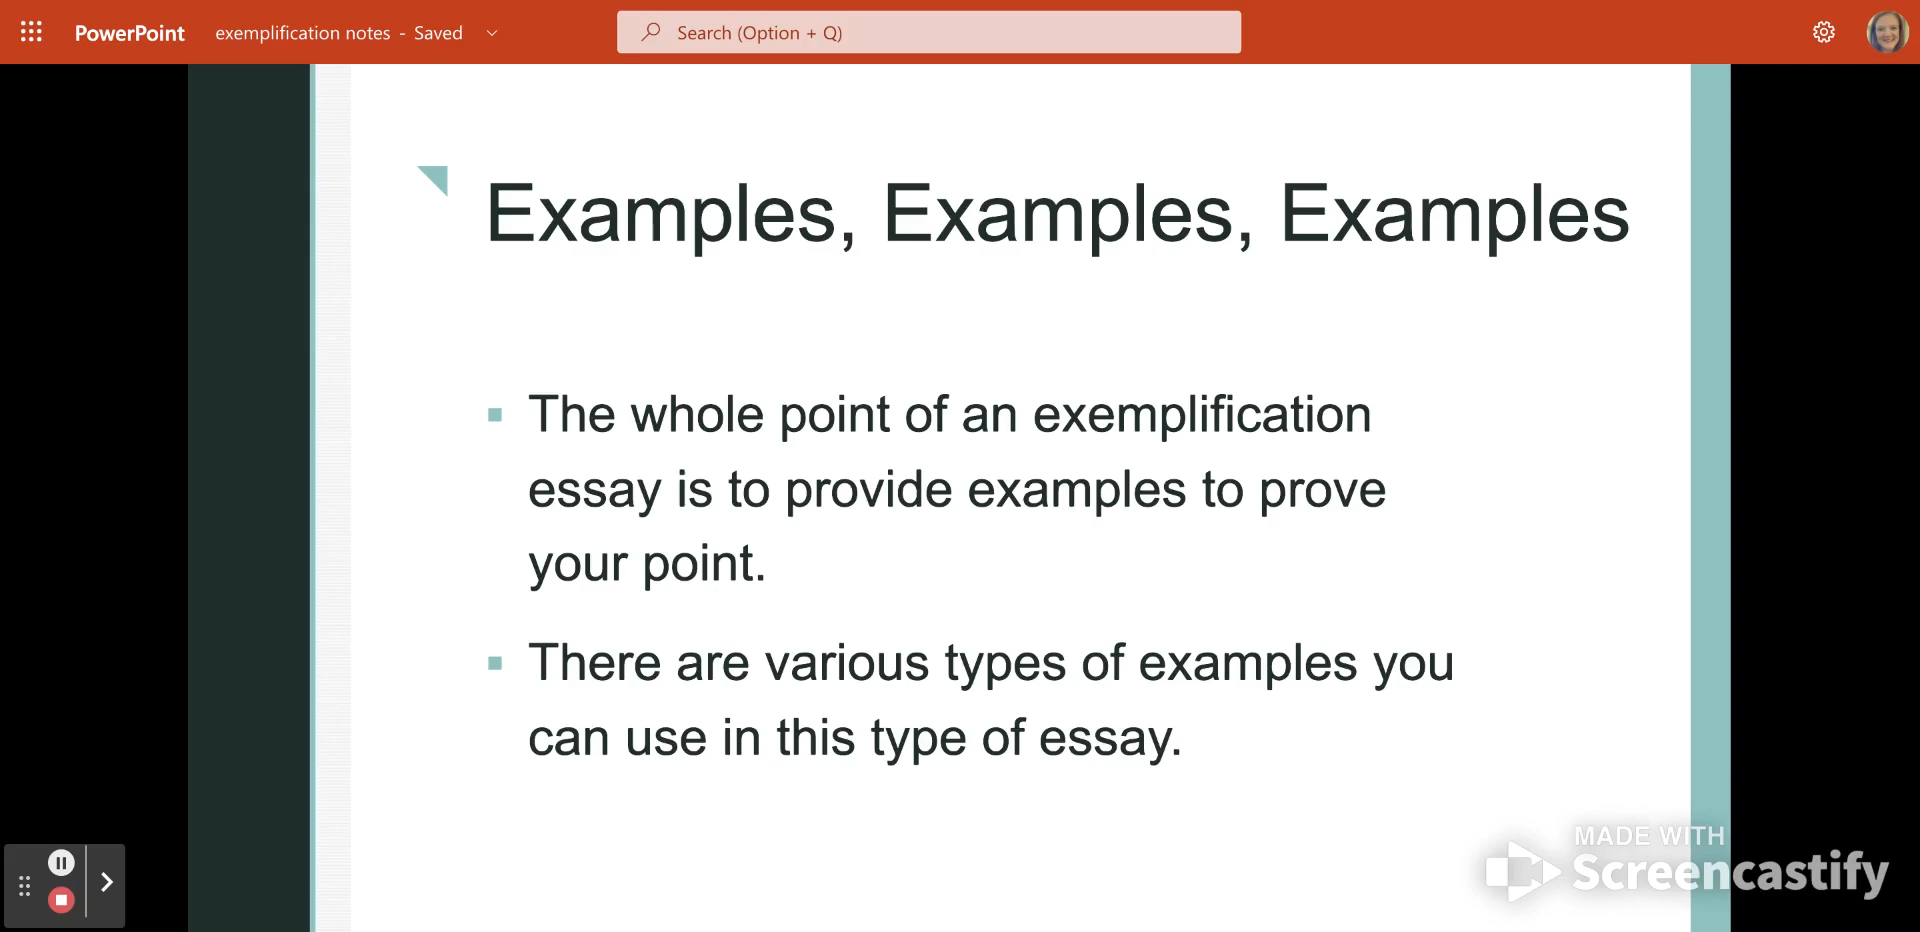 PowerPoint exemplification notes - Saved Search (Option + Q)
Examples, Examples, Examples
The whole point of an exemplification
essay is to provide examples to prove
your point.
There are various types of examples you
can use in this type of essay.
MADE WITH
Screencastify